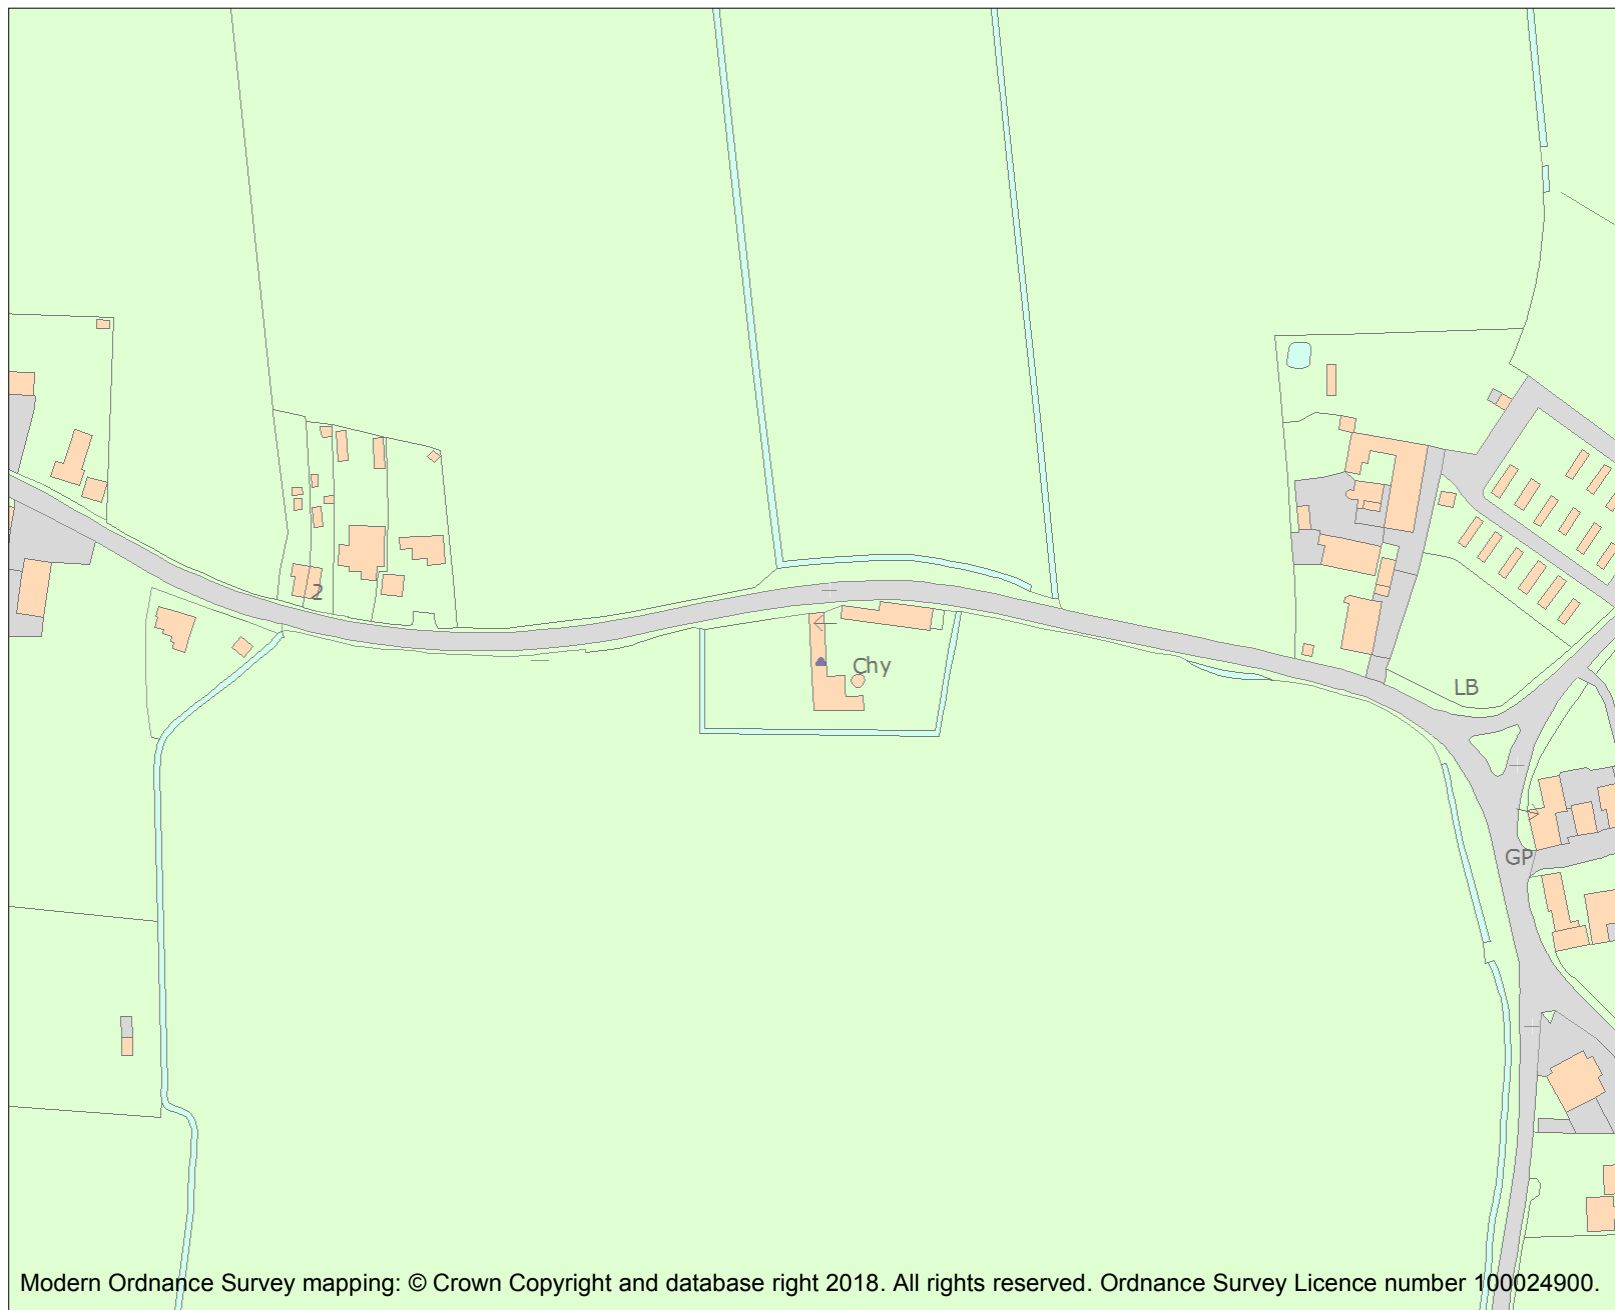 2
Chy
LB
GP
Modern Ordnance Survey mapping: © Crown Copyright and database right 2018. All rights reserved. Ordnance Survey Licence number 100024900.